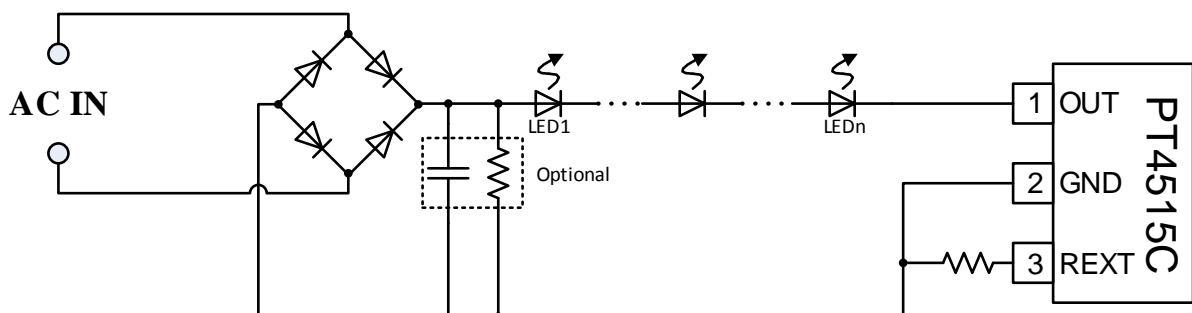 AC IN
LED1
LEDn
Optional
1 OUT
2 GND
3 REXT
PT4515C